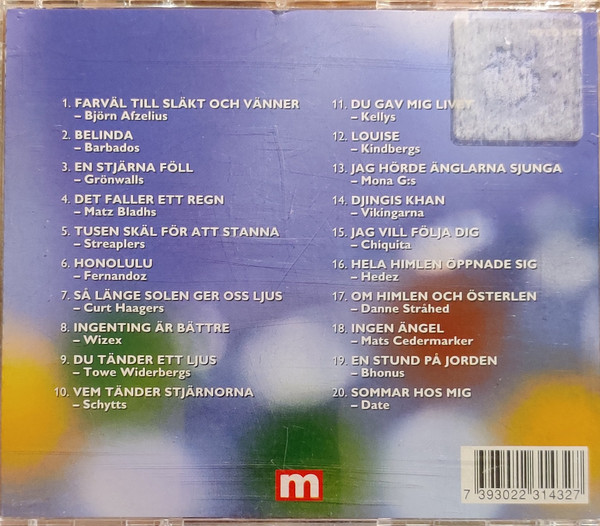 1. FARVÄL TILL SLÄKT OCH VÄNNER
– Björn Afzelius
2. BELINDA
– Barbados
3. EN STJÄRNA FÖLL
– Grönwalls
4. DET FALLER ETT REGN
– Matz Bladhs
5. TUSEN SKÄL FÖR ATT STANNA
– Streaplers
6. HONOLULU
– Fernandoz
7. SÅ LÄNGE SOLEN GER OSS LJUS
– Curt Haagers
8. INGENTING ÄR BÄTTRE
– Wizex
9. DU TÄNDER ETT LJUS
– Towe Widerbergs
10. VEM TÄNDER STJÄRNORNA
– Schytts
11. DU GAV MIG LIVET
– Kellys
12. LOUISE
– Kindbergs
13. JAG HÖRDE ÄNGLARNA SJUNGA
– Mona G:s
14. DJINGIS KHAN
– Vikingarna
15. JAG VILL FÖLJA DIG
– Chiquita
16. HELA HIMLEN ÖPPNADE SIG
– Hedez
17. OM HIMLEN OCH ÖSTERLEN
– Danne Stråhed
18. INGEN ÄNGEL
– Mats Cedermarker
19. EN STUND PÅ JORDEN
– Bhonus
20. SOMMAR HOS MIG
– Date
m
7 393022 314327